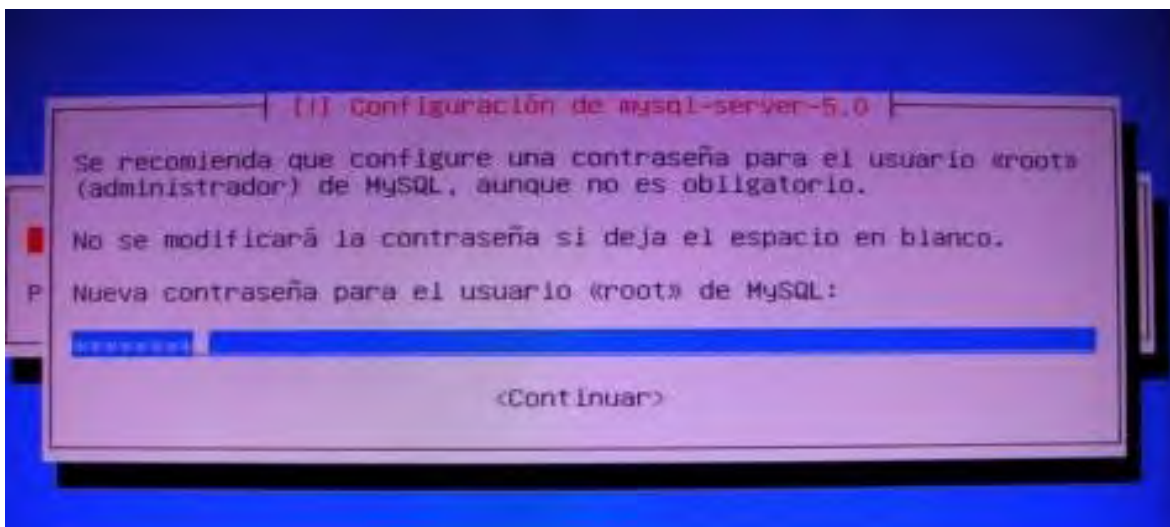 [!] Configuración de mysql-server-5.0
Se recomienda que configure una contraseña para el usuario «root»
(administrador) de MySQL, aunque no es obligatorio.
No se modificará la contraseña si deja el espacio en blanco.
P
Nueva contraseña para el usuario «root» de MySQL:
********
<Continuar>